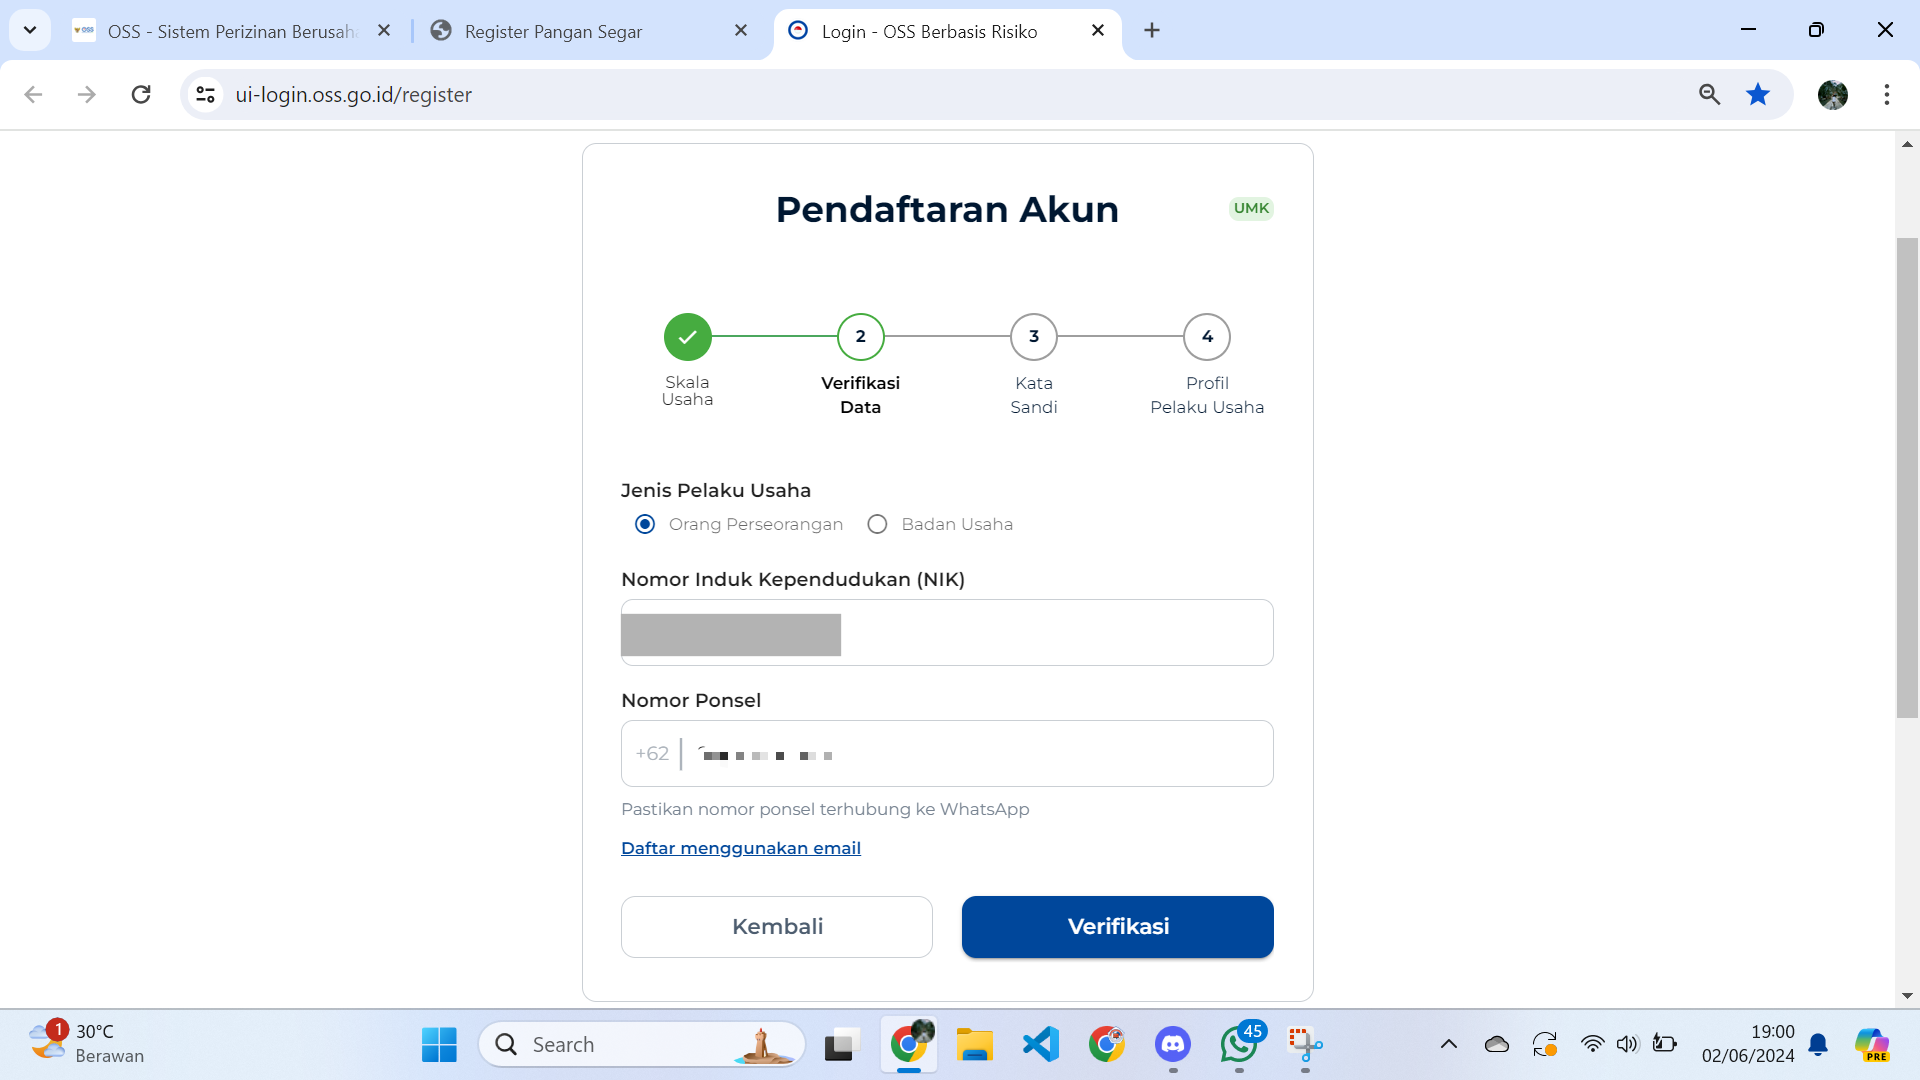 OSS - Sistem Perizinan Berusaha
Register Pangan Segar
Login - OSS Berbasis Risiko
ui-login.oss.go.id/register
Pendaftaran Akun
UMK
2
3
4
Skala
Usaha
Verifikasi
Data
Kata
Sandi
Profil
Pelaku Usaha
Jenis Pelaku Usaha
Orang Perseorangan
Badan Usaha
Nomor Induk Kependudukan (NIK)
Nomor Ponsel
+62
Pastikan nomor ponsel terhubung ke WhatsApp
Daftar menggunakan email
Kembali
Verifikasi
1
30°C
Berawan
Search
45
19:00
02/06/2024
PRE